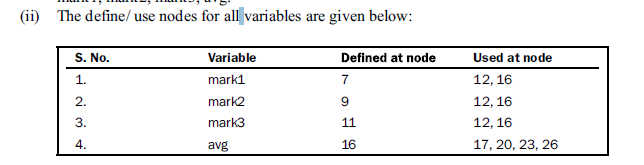 (ii) The define/ use nodes for all variables are given below:
S. No. Variable Defined at node Used at node
1. mark1 7 12, 16
2. mark2 9 12, 16
3. mark3 11 12, 16
4. avg 16 17, 20, 23, 26